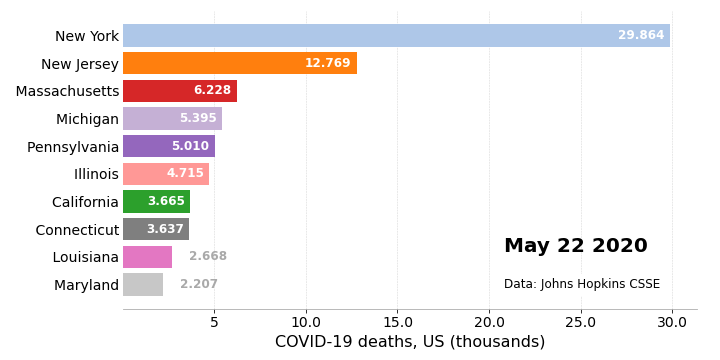 New York 29.864
New Jersey 12.769
Massachusetts 6.228
Michigan 5.395
Pennsylvania 5.010
Illinois 4.715
California 3.665
Connecticut 3.637
Louisiana 2.668
Maryland 2.207
May 22 2020
Data: Johns Hopkins CSSE
5 10.0 15.0 20.0 25.0 30.0
COVID-19 deaths, US (thousands)